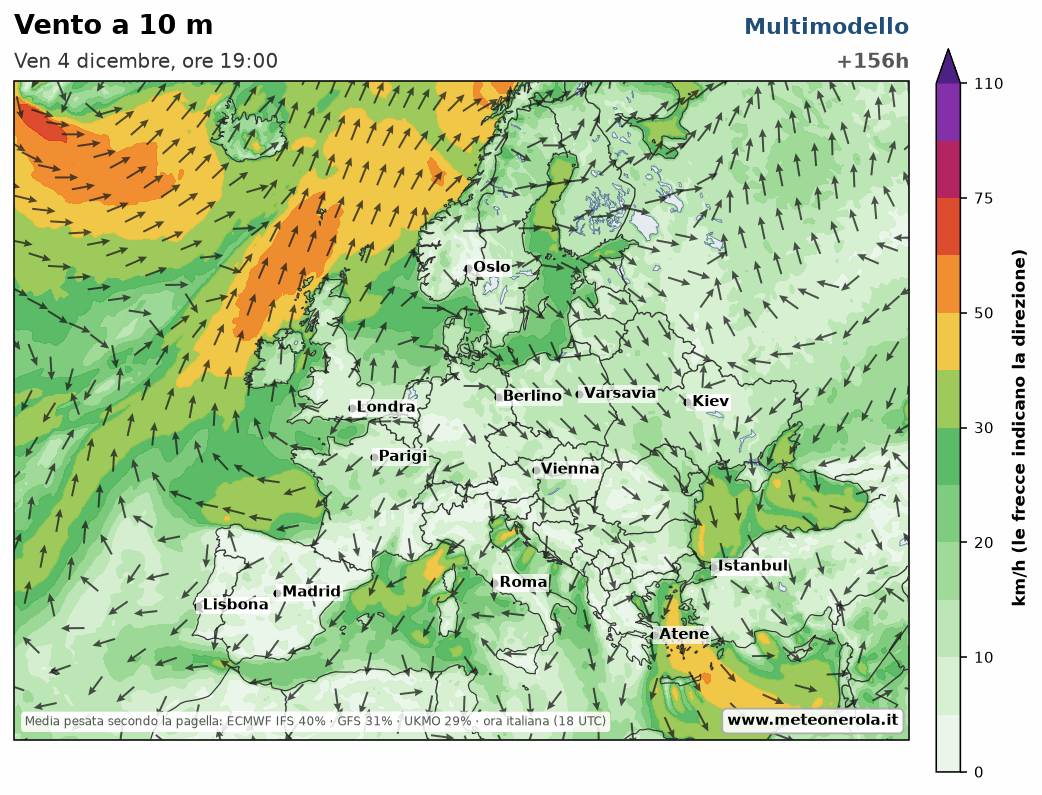 Vento a 10 m
Multimodello
Ven 4 dicembre, ore 19:00
+156h
Oslo
Berlino
Varsavia
Kiev
Londra
Parigi
Vienna
Istanbul
Roma
Madrid
Lisbona
Atene
Media pesata secondo la pagella: ECMWF IFS 40% · GFS 31% · UKMO 29% · ora italiana (18 UTC)
www.meteonerola.it
110
75
50
30
20
10
0
km/h (le frecce indicano la direzione)